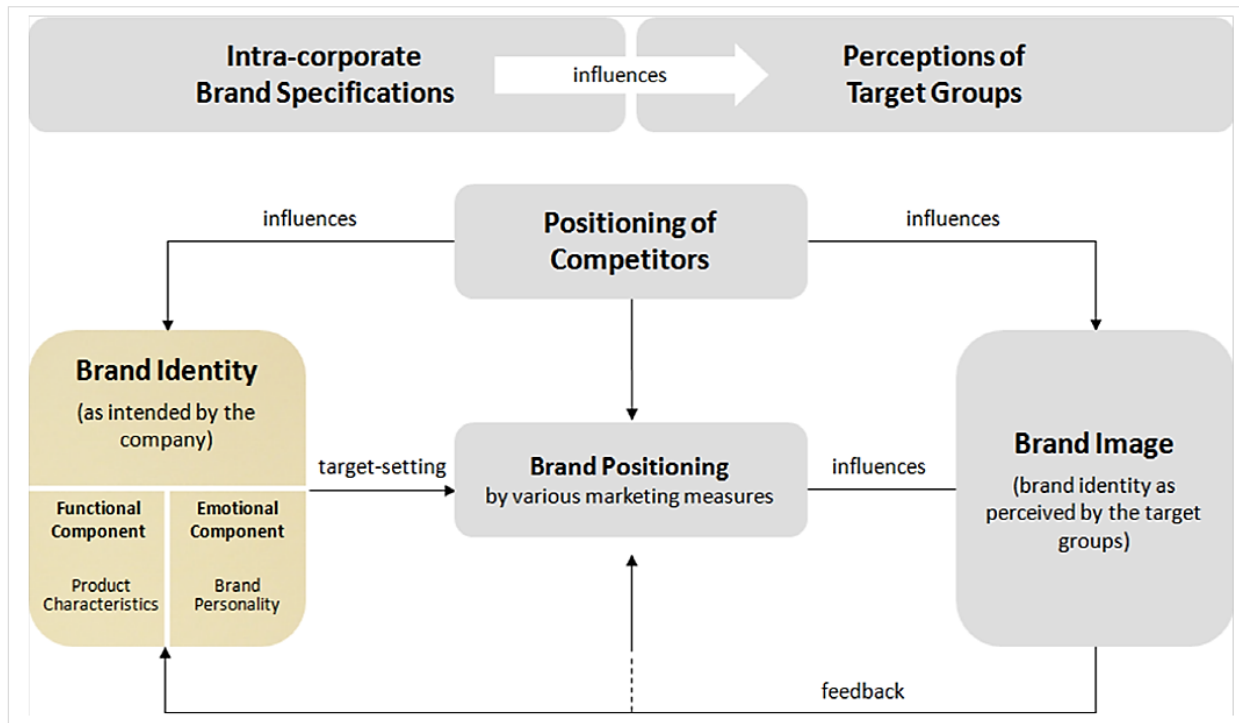 Intra-corporate
Brand Specifications
influences
Perceptions of
Target Groups
influences
Positioning of
Competitors
influences
Brand Identity
(as intended by the
company)
target-setting
Brand Positioning
by various marketing measures
influences
Brand Image
(brand identity as
perceived by the target
groups)
Functional
Component
Emotional
Component
Product
Characteristics
Brand
Personality
feedback